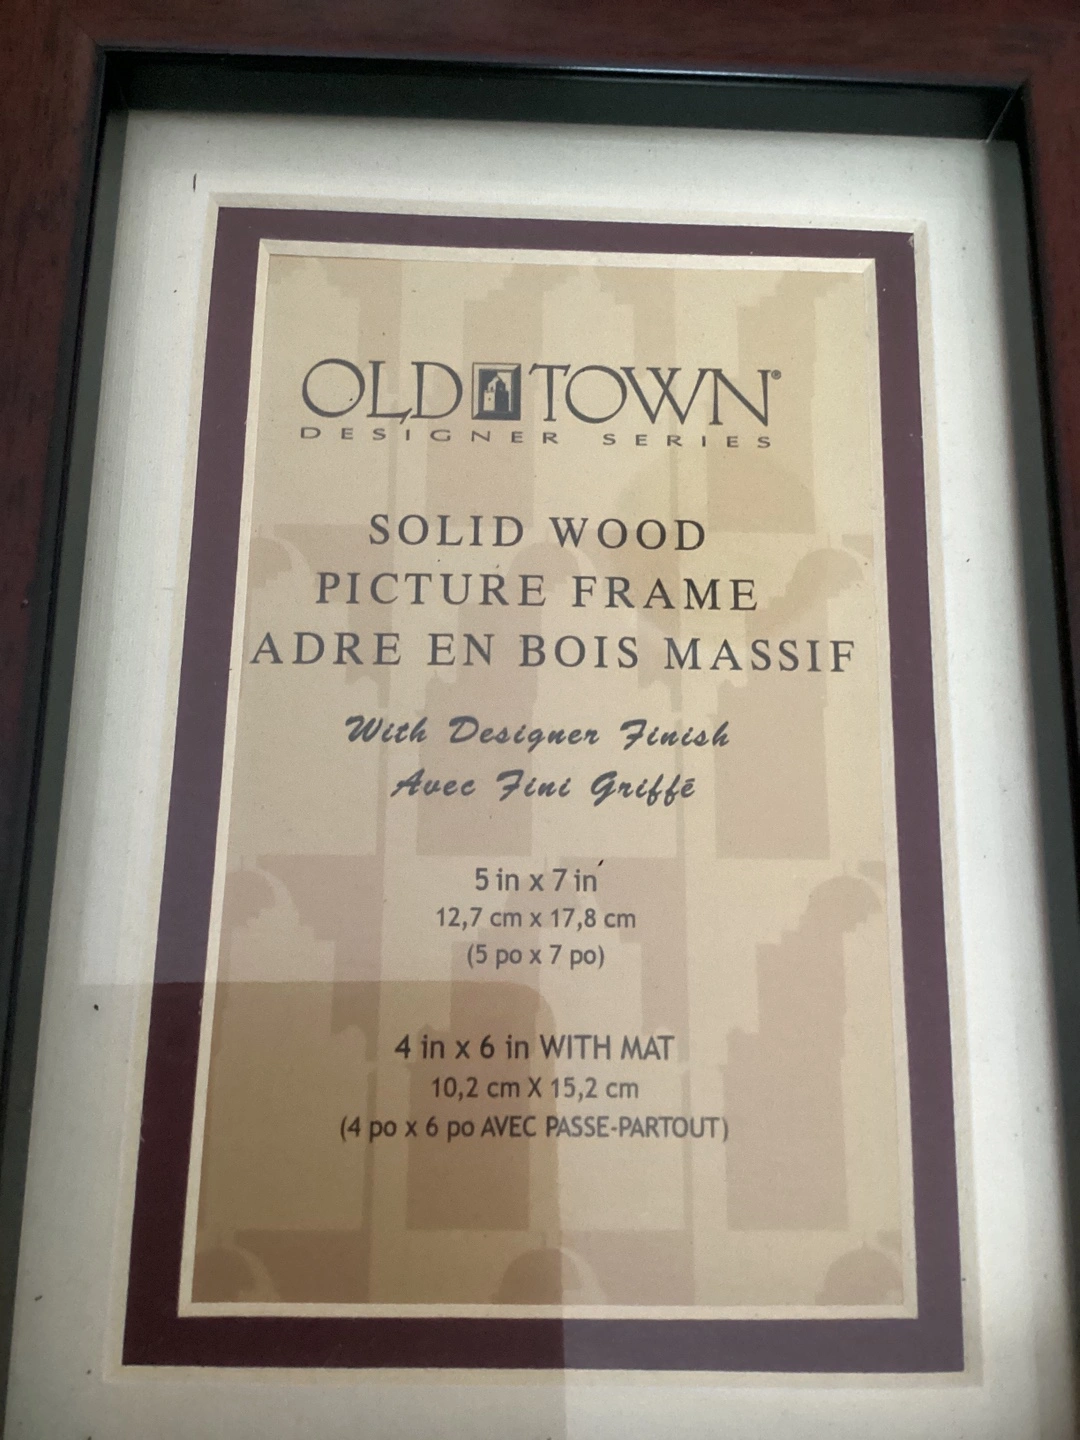 OLD TOWN®
DESIGNER SERIES
SOLID WOOD
PICTURE FRAME
ADRE EN BOIS MASSIF
With Designer Finish
Avec Fini Griffé
5 in x 7 in
12,7 cm x 17,8 cm
(5 po x 7 po)
4 in x 6 in WITH MAT
10,2 cm X 15,2 cm
(4 po x 6 po AVEC PASSE-PARTOUT)